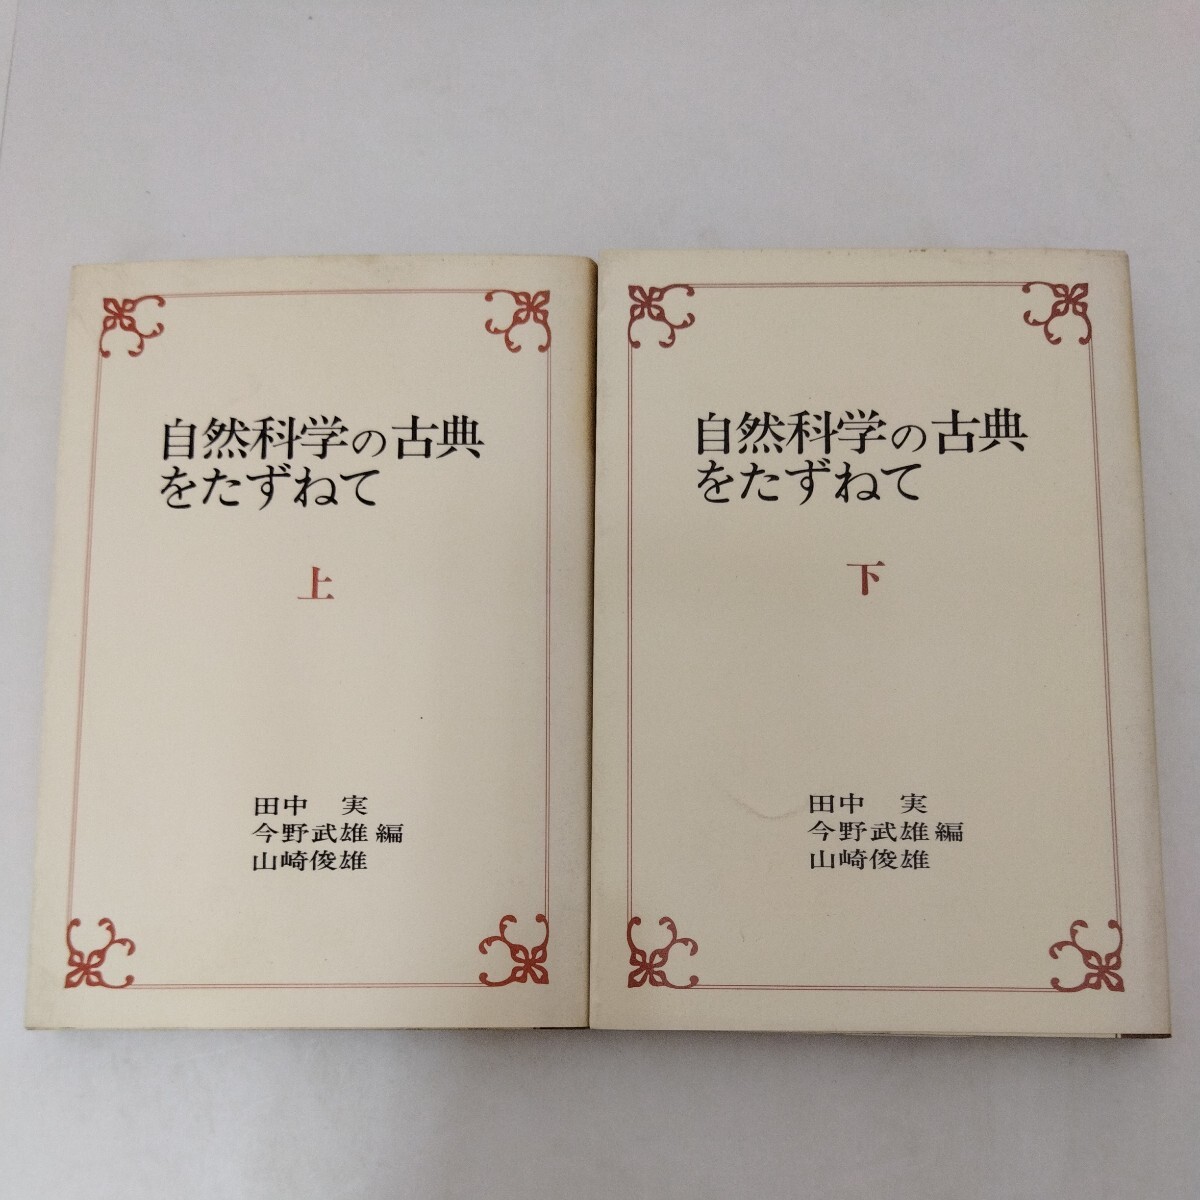 自然科学の古典
をたずねて
上
田中 実
今野武雄 編
山崎俊雄
自然科学の古典
をたずねて
下
田中 実
今野武雄 編
山崎俊雄